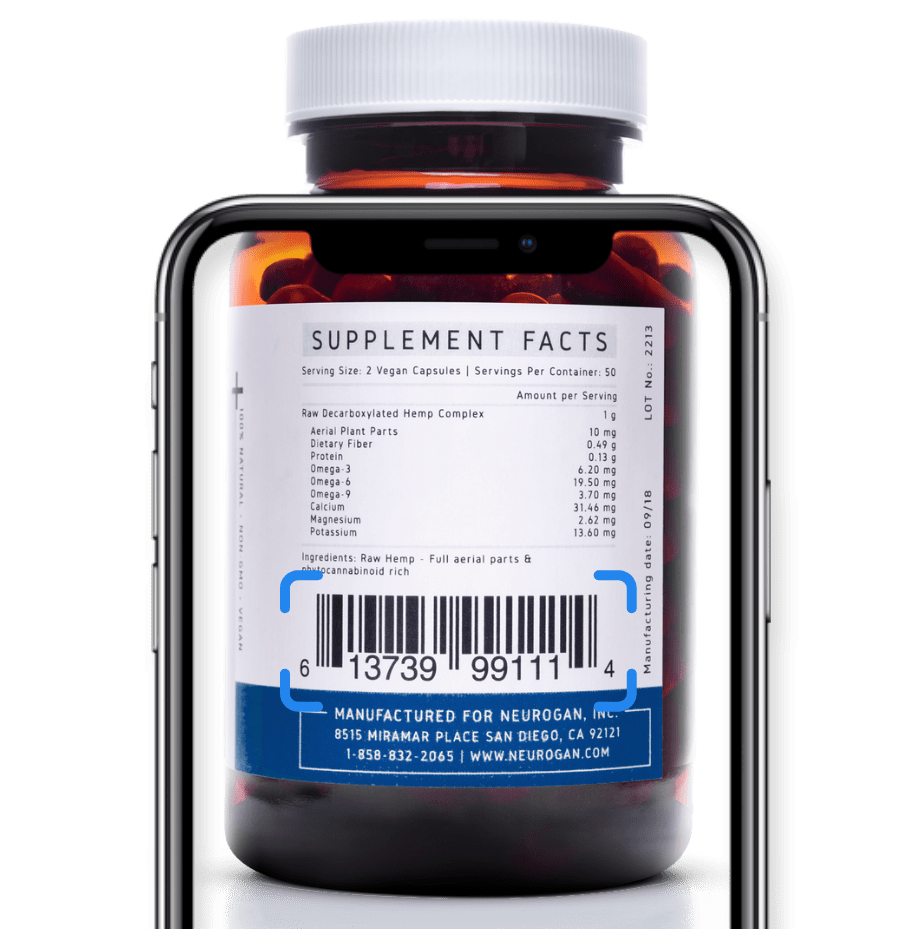 SUPPLEMENT FACTS
Serving Size: 2 Vegan Capsules | Servings Per Container: 50
Amount per Serving
Raw Decarboxylated Hemp Complex 1 g
Aerial Plant Parts 10 mg
Dietary Fiber 0.49 g
Protein 0.13 g
Omega-3 6.20 mg
Omega-6 19.50 mg
Omega-9 3.70 mg
Calcium 31.46 mg
Magnesium 2.62 mg
Potassium 13.60 mg
Ingredients: Raw Hemp - Full aerial parts &
phytocannabinoid rich
6 13739 99111 4
MANUFACTURED FOR NEUROGAN, INC.
8515 MIRAMAR PLACE SAN DIEGO, CA 92121
1-858-832-2065 | WWW.NEUROGAN.COM
100% NATURAL - NON GMO - VEGAN
Manufacturing date: 09/18
LOT No.: 2213